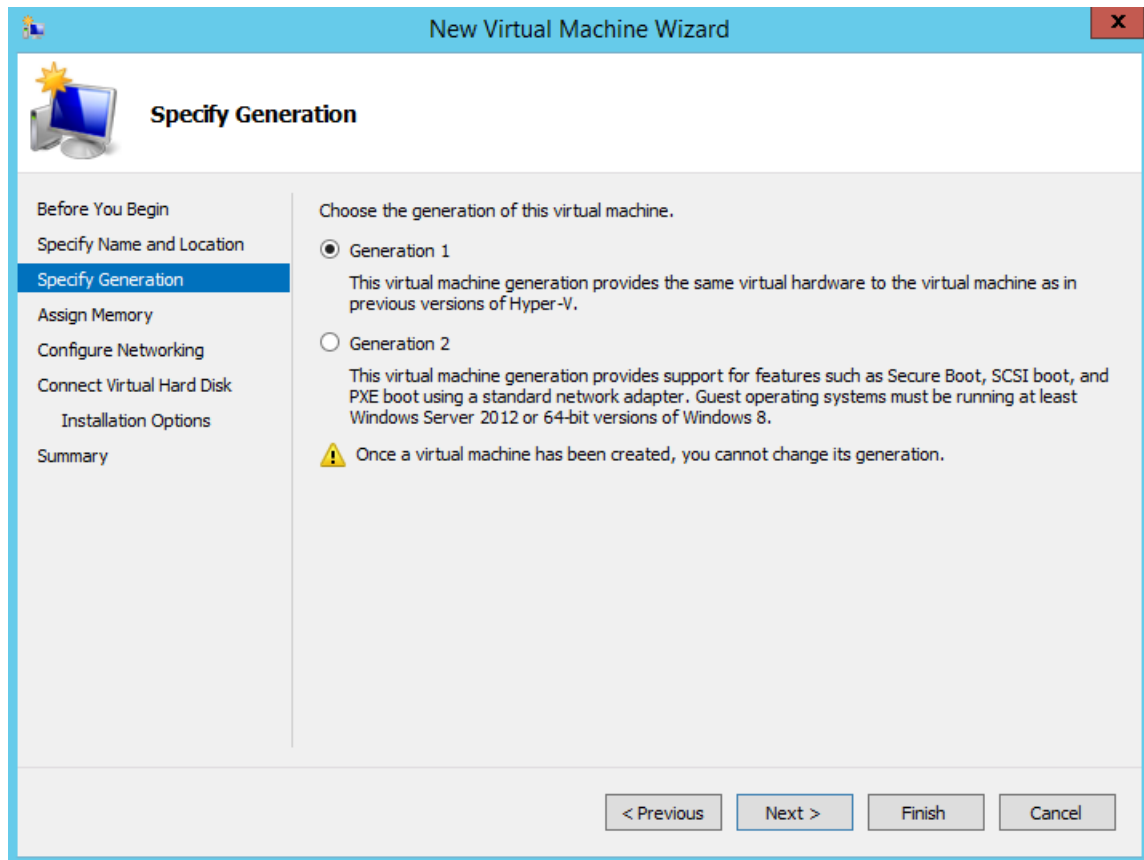 New Virtual Machine Wizard
x
Specify Generation
Before You Begin
Specify Name and Location
Specify Generation
Assign Memory
Configure Networking
Connect Virtual Hard Disk
Installation Options
Summary
Choose the generation of this virtual machine.
Generation 1
This virtual machine generation provides the same virtual hardware to the virtual machine as in
previous versions of Hyper-V.
Generation 2
This virtual machine generation provides support for features such as Secure Boot, SCSI boot, and
PXE boot using a standard network adapter. Guest operating systems must be running at least
Windows Server 2012 or 64-bit versions of Windows 8.
Once a virtual machine has been created, you cannot change its generation.
< Previous
Next >
Finish
Cancel